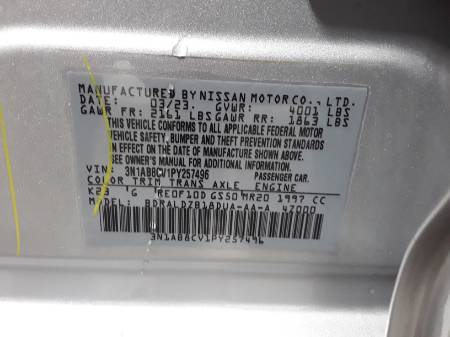 MANUFACTURED BY NISSAN MOTOR CO., LTD.
DATE: 03/23 GVWR: 4001 LBS
GAWR FR: 2161 LBS GAWR RR: 1863 LBS
THIS VEHICLE CONFORMS TO ALL APPLICABLE FEDERAL MOTOR
VEHICLE SAFETY, BUMPER, AND THEFT PREVENTION STANDARDS
IN EFFECT ON THE DATE OF MANUFACTURE SHOWN ABOVE.
SEE OWNER'S MANUAL FOR ADDITIONAL INFORMATION.
VIN: 3N1AB8CV1PY257496 PASSENGER CAR
COLOR TRIM TRANS AXLE ENGINE
K23 G RE0F10D GS50 MR20 1997 CC
MODEL: BDRALDZB18DUA-AA-A 47000
3N1AB8CV1PY257496